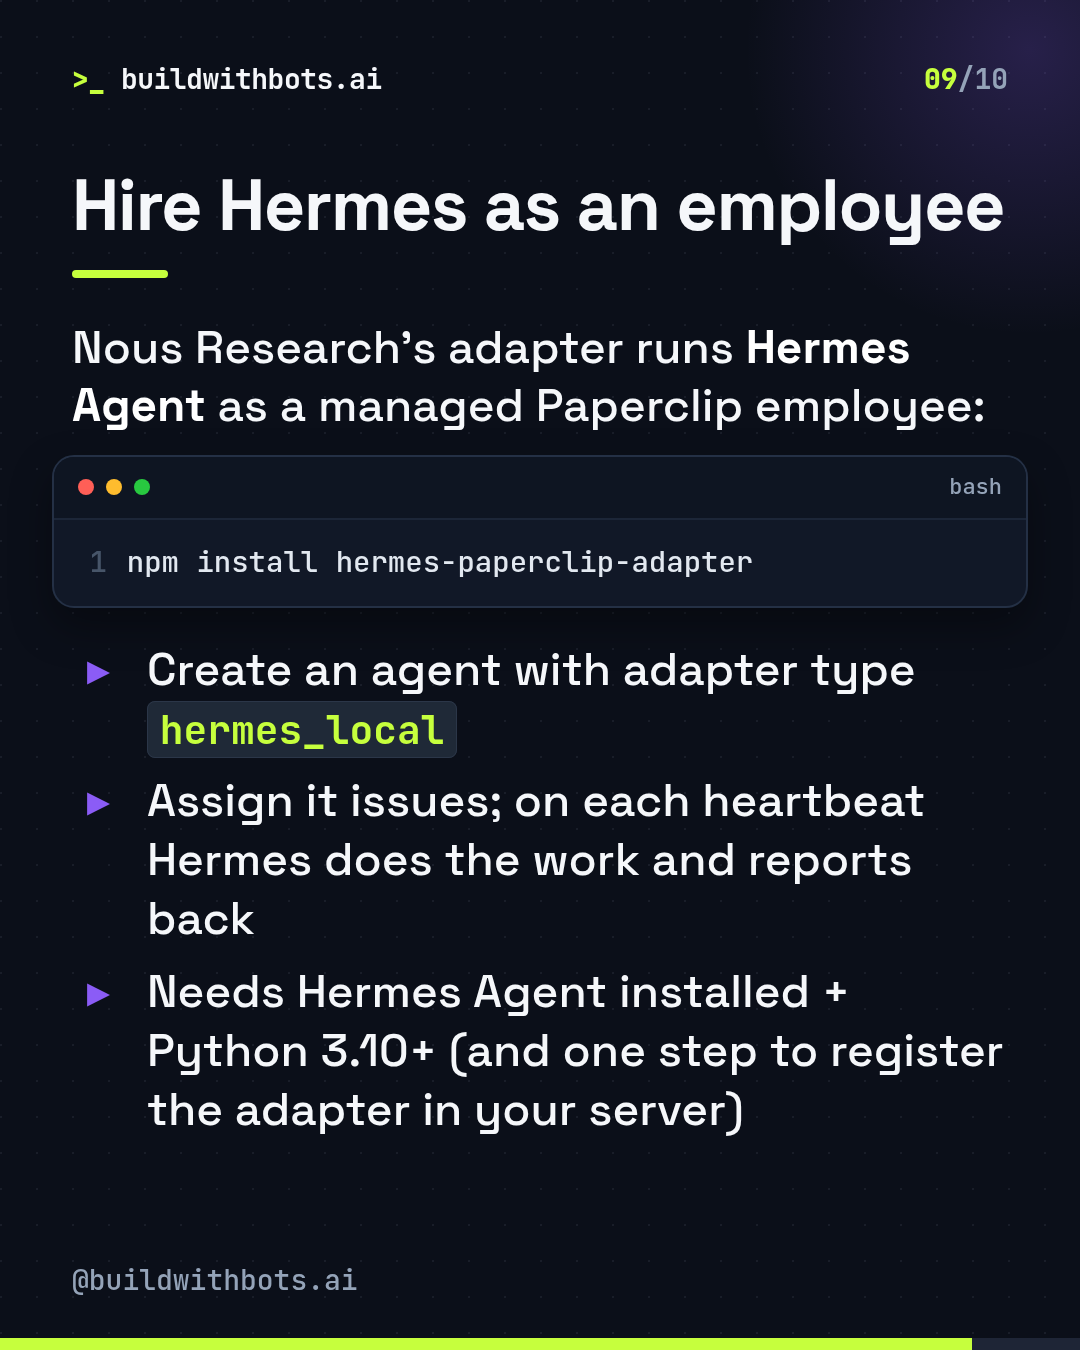 >_ buildwithbots.ai
09/10
Hire Hermes as an employee
Nous Research’s adapter runs Hermes
Agent as a managed Paperclip employee:
bash
1 npm install hermes-paperclip-adapter
▶ Create an agent with adapter type
hermes_local
▶ Assign it issues; on each heartbeat
Hermes does the work and reports
back
▶ Needs Hermes Agent installed +
Python 3.10+ (and one step to register
the adapter in your server)
@buildwithbots.ai